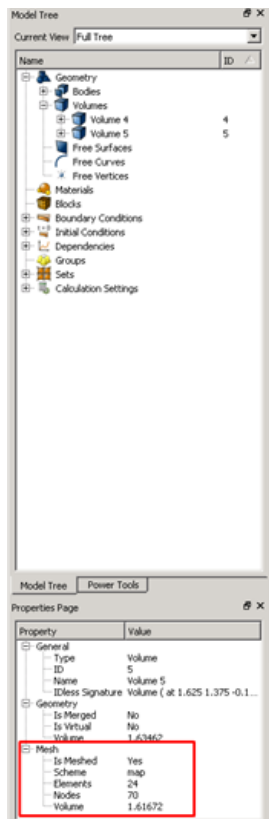 Model Tree
Current View Full Tree
Name ID
Geometry
Bodies
Volumes
Volume 4 4
Volume 5 5
Free Surfaces
Free Curves
Free Vertices
Materials
Blocks
Boundary Conditions
Initial Conditions
Dependencies
Groups
Sets
Calculation Settings
Model Tree Power Tools
Properties Page
Property Value
General
Type Volume
ID 5
Name Volume 5
IDless Signature Volume ( at 1.625 1.375 -0.1...
Geometry
Is Merged No
Is Virtual No
Volume 1.63462
Mesh
Is Meshed Yes
Scheme map
Elements 24
Nodes 70
Volume 1.61672